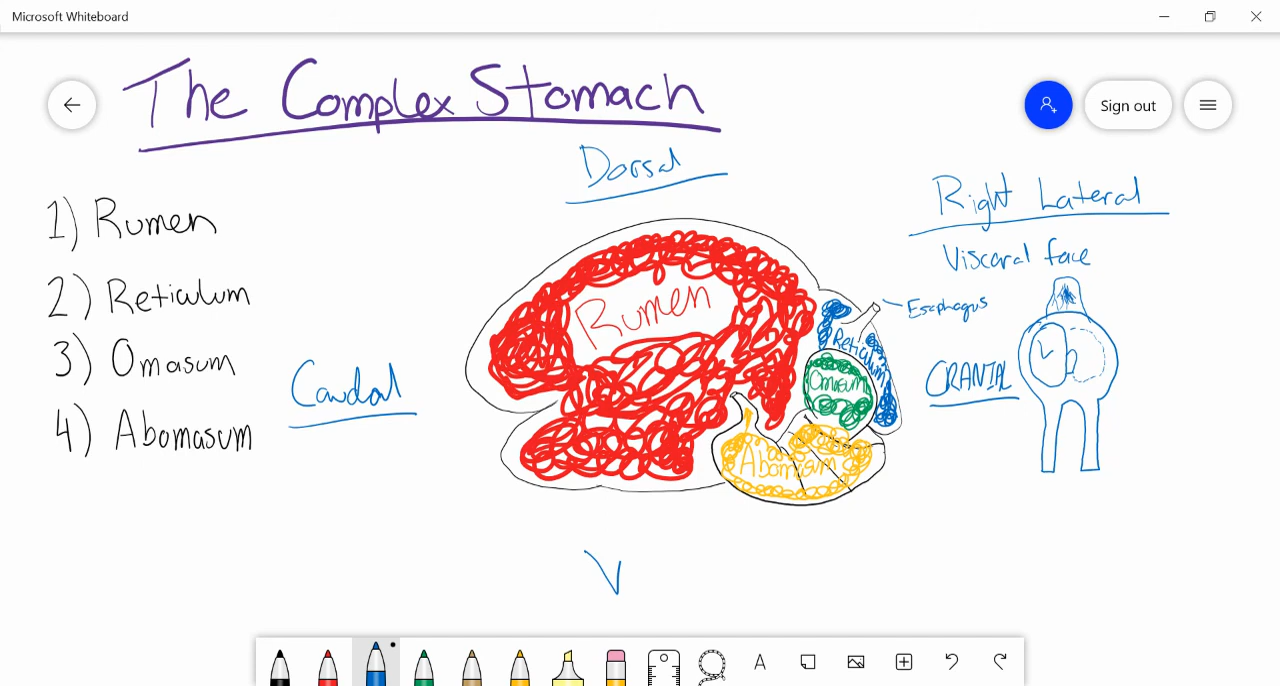 Microsoft Whiteboard
The Complex Stomach
Sign out
Dorsal
1) Rumen
2) Reticulum
3) Omasum
4) Abomasum
Caudal
Rumen
Reticulum
Omasum
Abomasum
Esophagus
CRANIAL
Right Lateral
Viscaral face
V